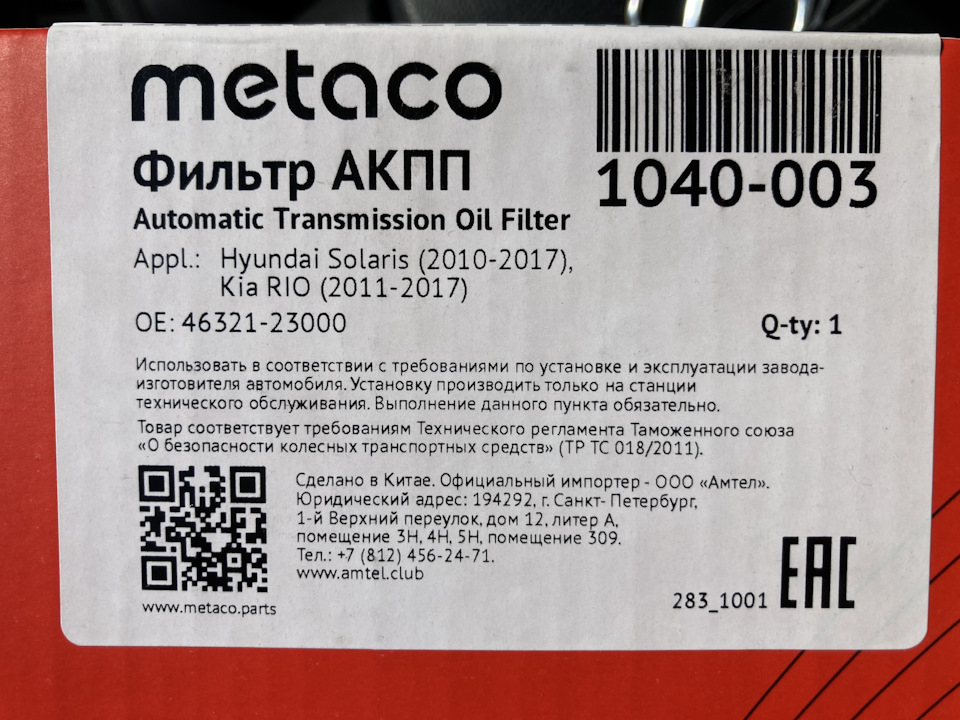 metaco
1040-003
Фильтр АКПП
Automatic Transmission Oil Filter
Appl.: Hyundai Solaris (2010-2017),
Kia RIO (2011-2017)
OE: 46321-23000
Q-ty: 1
Использовать в соответствии с требованиями по установке и эксплуатации завода-
изготовителя автомобиля. Установку производить только на станции
технического обслуживания. Выполнение данного пункта обязательно.
Товар соответствует требованиям Технического регламента Таможенного союза
«О безопасности колесных транспортных средств» (ТР ТС 018/2011).
Сделано в Китае. Официальный импортер - ООО «Амтел».
Юридический адрес: 194292, г. Санкт- Петербург,
1-й Верхний переулок, дом 12, литер А,
помещение 3Н, 4Н, 5Н, помещение 309.
Тел.: +7 (812) 456-24-71.
www.amtel.club
www.metaco.parts
283_1001
EAC